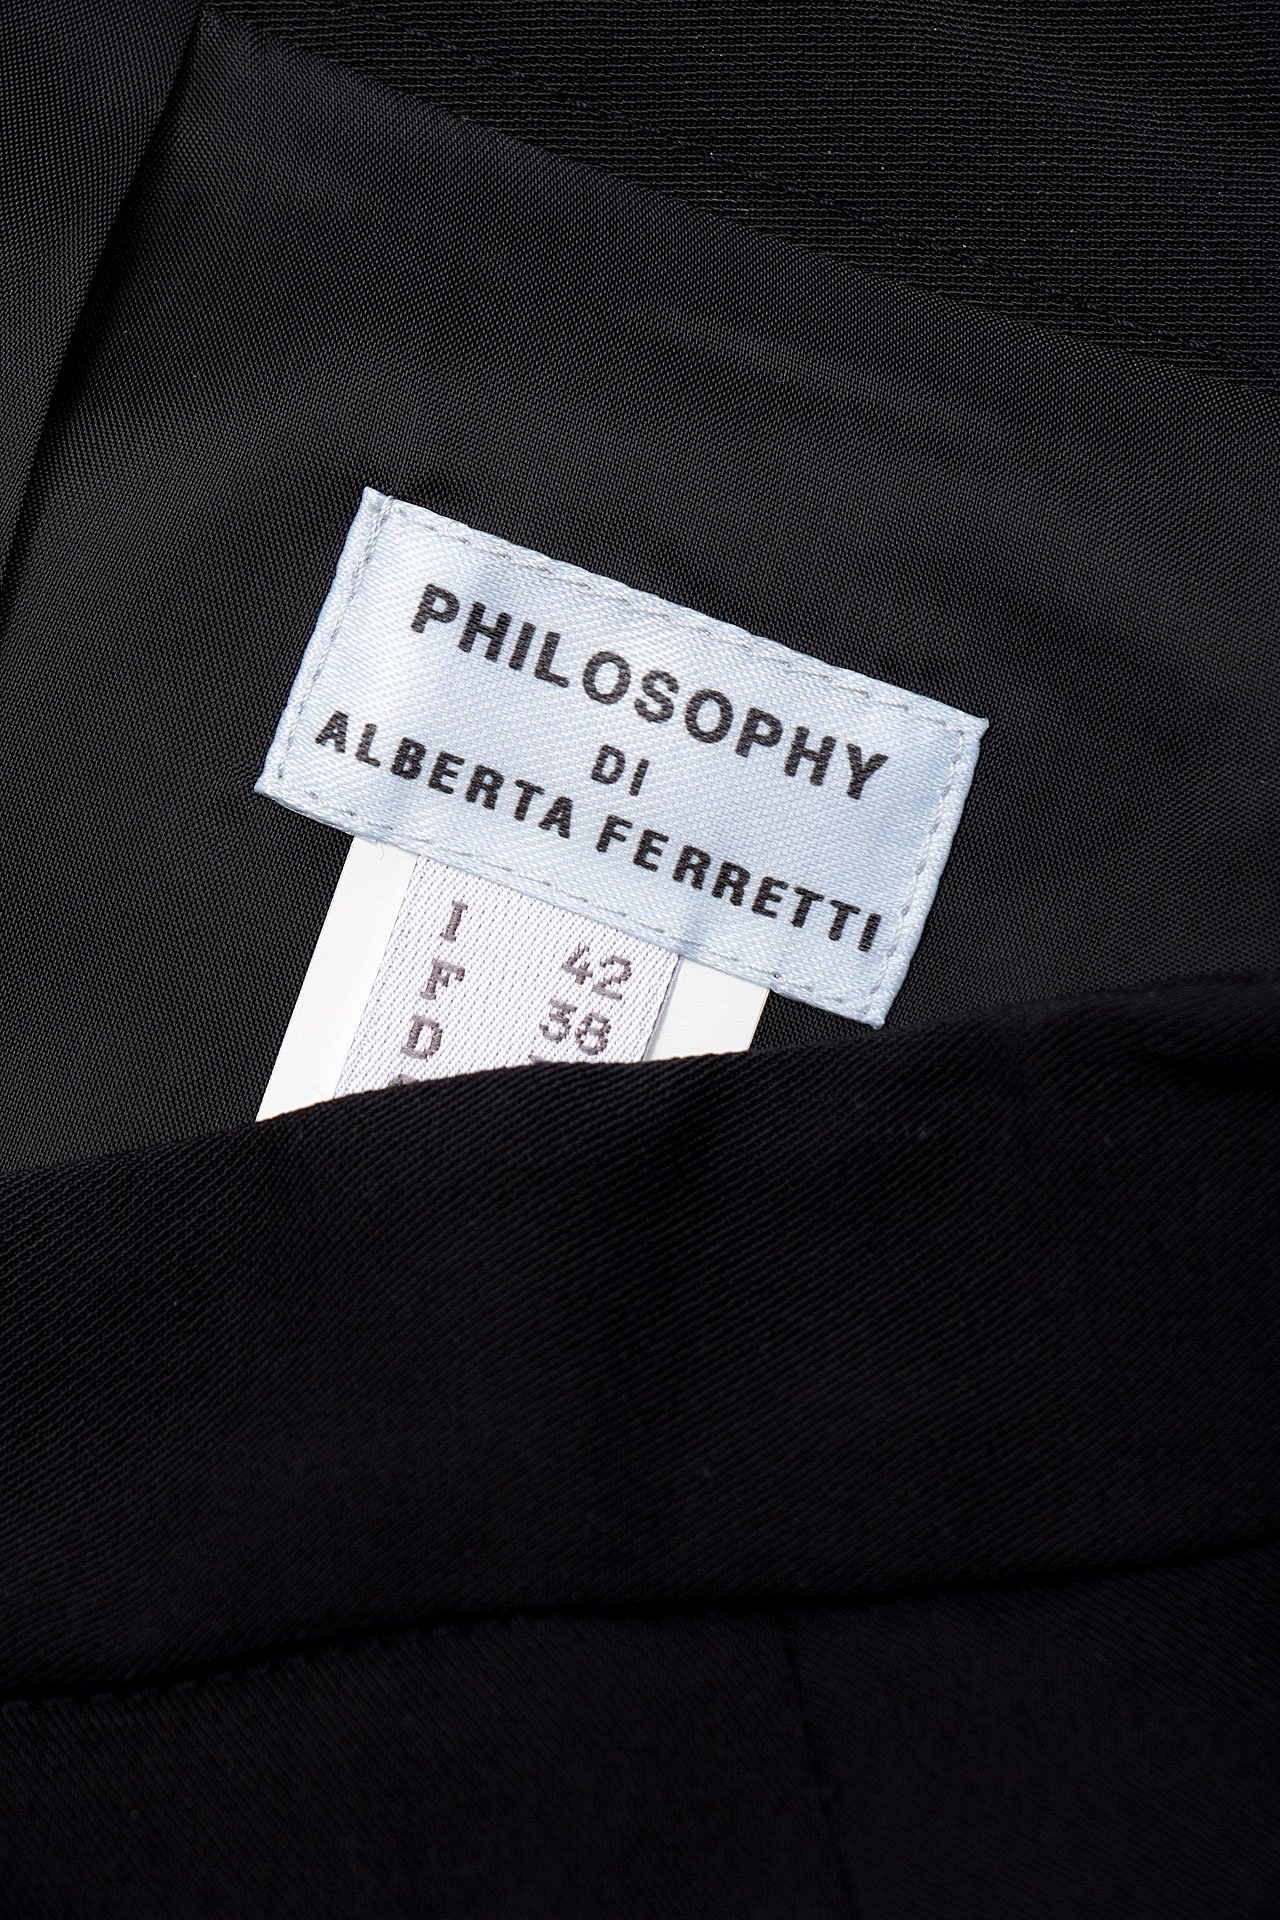 PHILOSOPHY
DI
ALBERTA FERRETTI
I 42
F 38
D